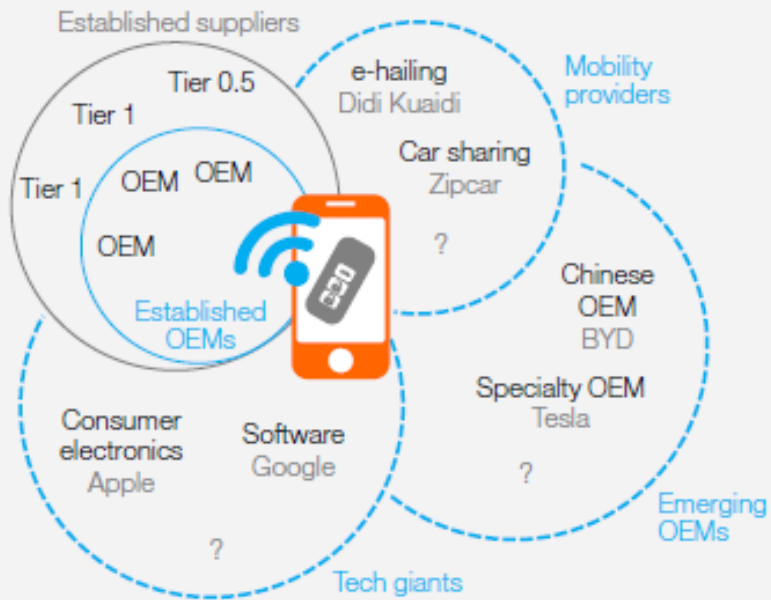 Established suppliers
Tier 0.5
Tier 1
Tier 1
OEM
OEM
OEM
Established
OEMs
e-hailing
Didi Kuaidi
Car sharing
Zipcar
?
Mobility
providers
Chinese
OEM
BYD
Specialty OEM
Tesla
?
Emerging
OEMs
Consumer
electronics
Apple
Software
Google
?
Tech giants